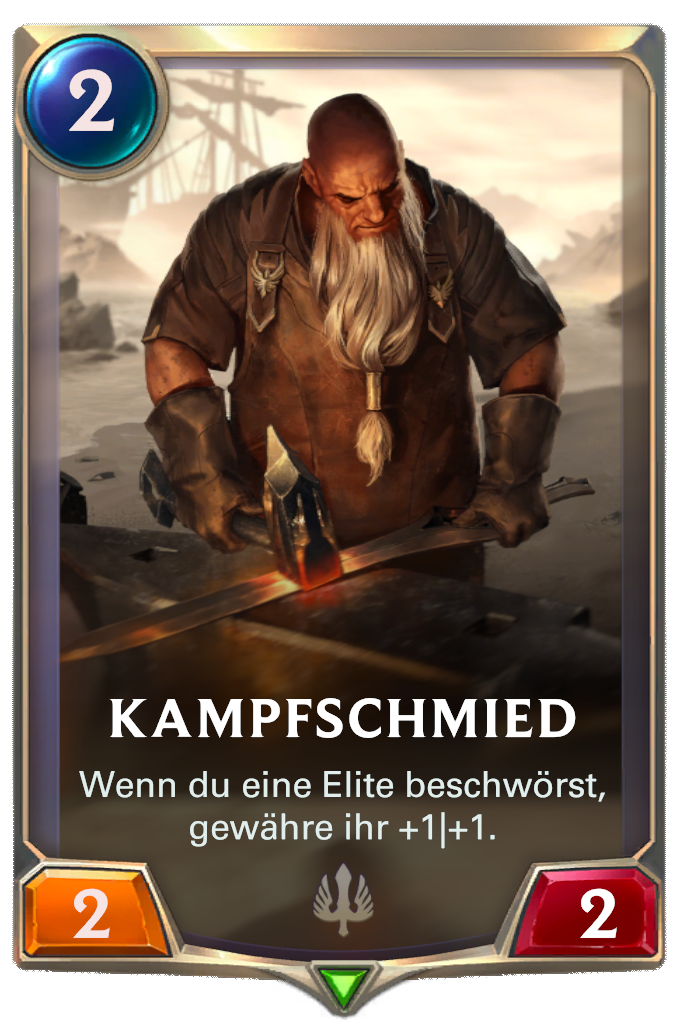 2
KAMPFSCHMIED
Wenn du eine Elite beschwörst,
gewähre ihr +1|+1.
2
2